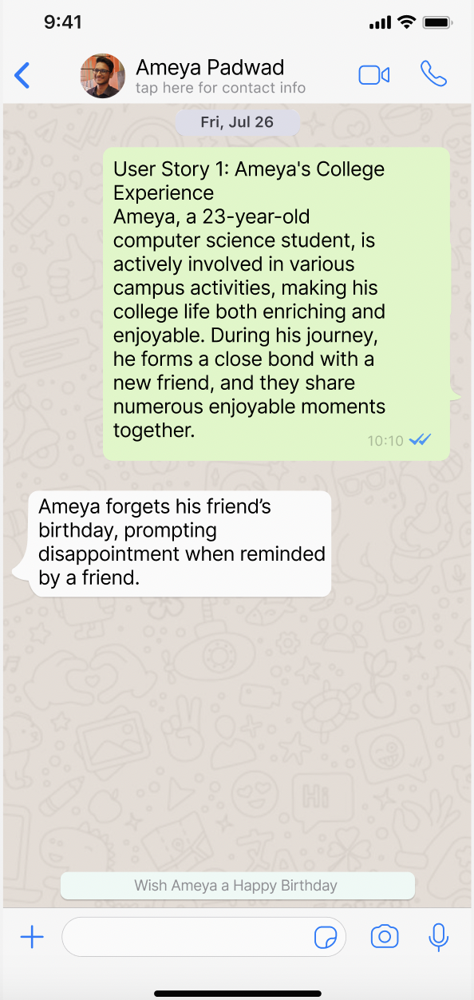 9:41
Ameya Padwad
tap here for contact info
Fri, Jul 26
User Story 1: Ameya's College
Experience
Ameya, a 23-year-old
computer science student, is
actively involved in various
campus activities, making his
college life both enriching and
enjoyable. During his journey,
he forms a close bond with a
new friend, and they share
numerous enjoyable moments
together.
10:10
Ameya forgets his friend’s
birthday, prompting
disappointment when reminded
by a friend.
Hi
Wish Ameya a Happy Birthday